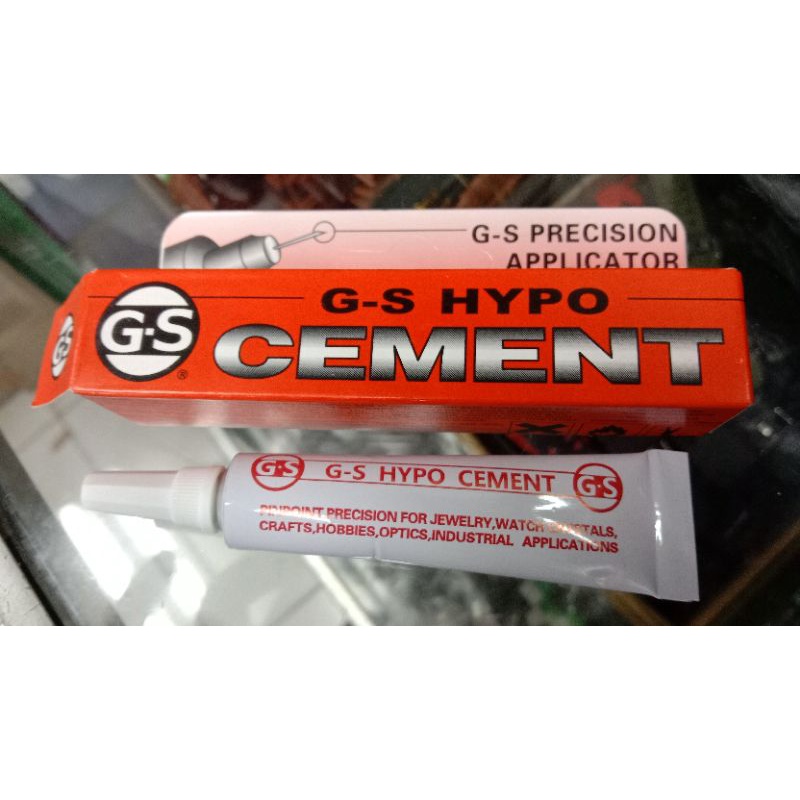 G-S PRECISION
APPLICATOR
G-S HYPO
G·S
®
CEMENT
G·S
G·S
G-S HYPO CEMENT
G·S
PINPOINT PRECISION FOR JEWELRY,WATCH CRYSTALS,
CRAFTS,HOBBIES,OPTICS,INDUSTRIAL APPLICATIONS